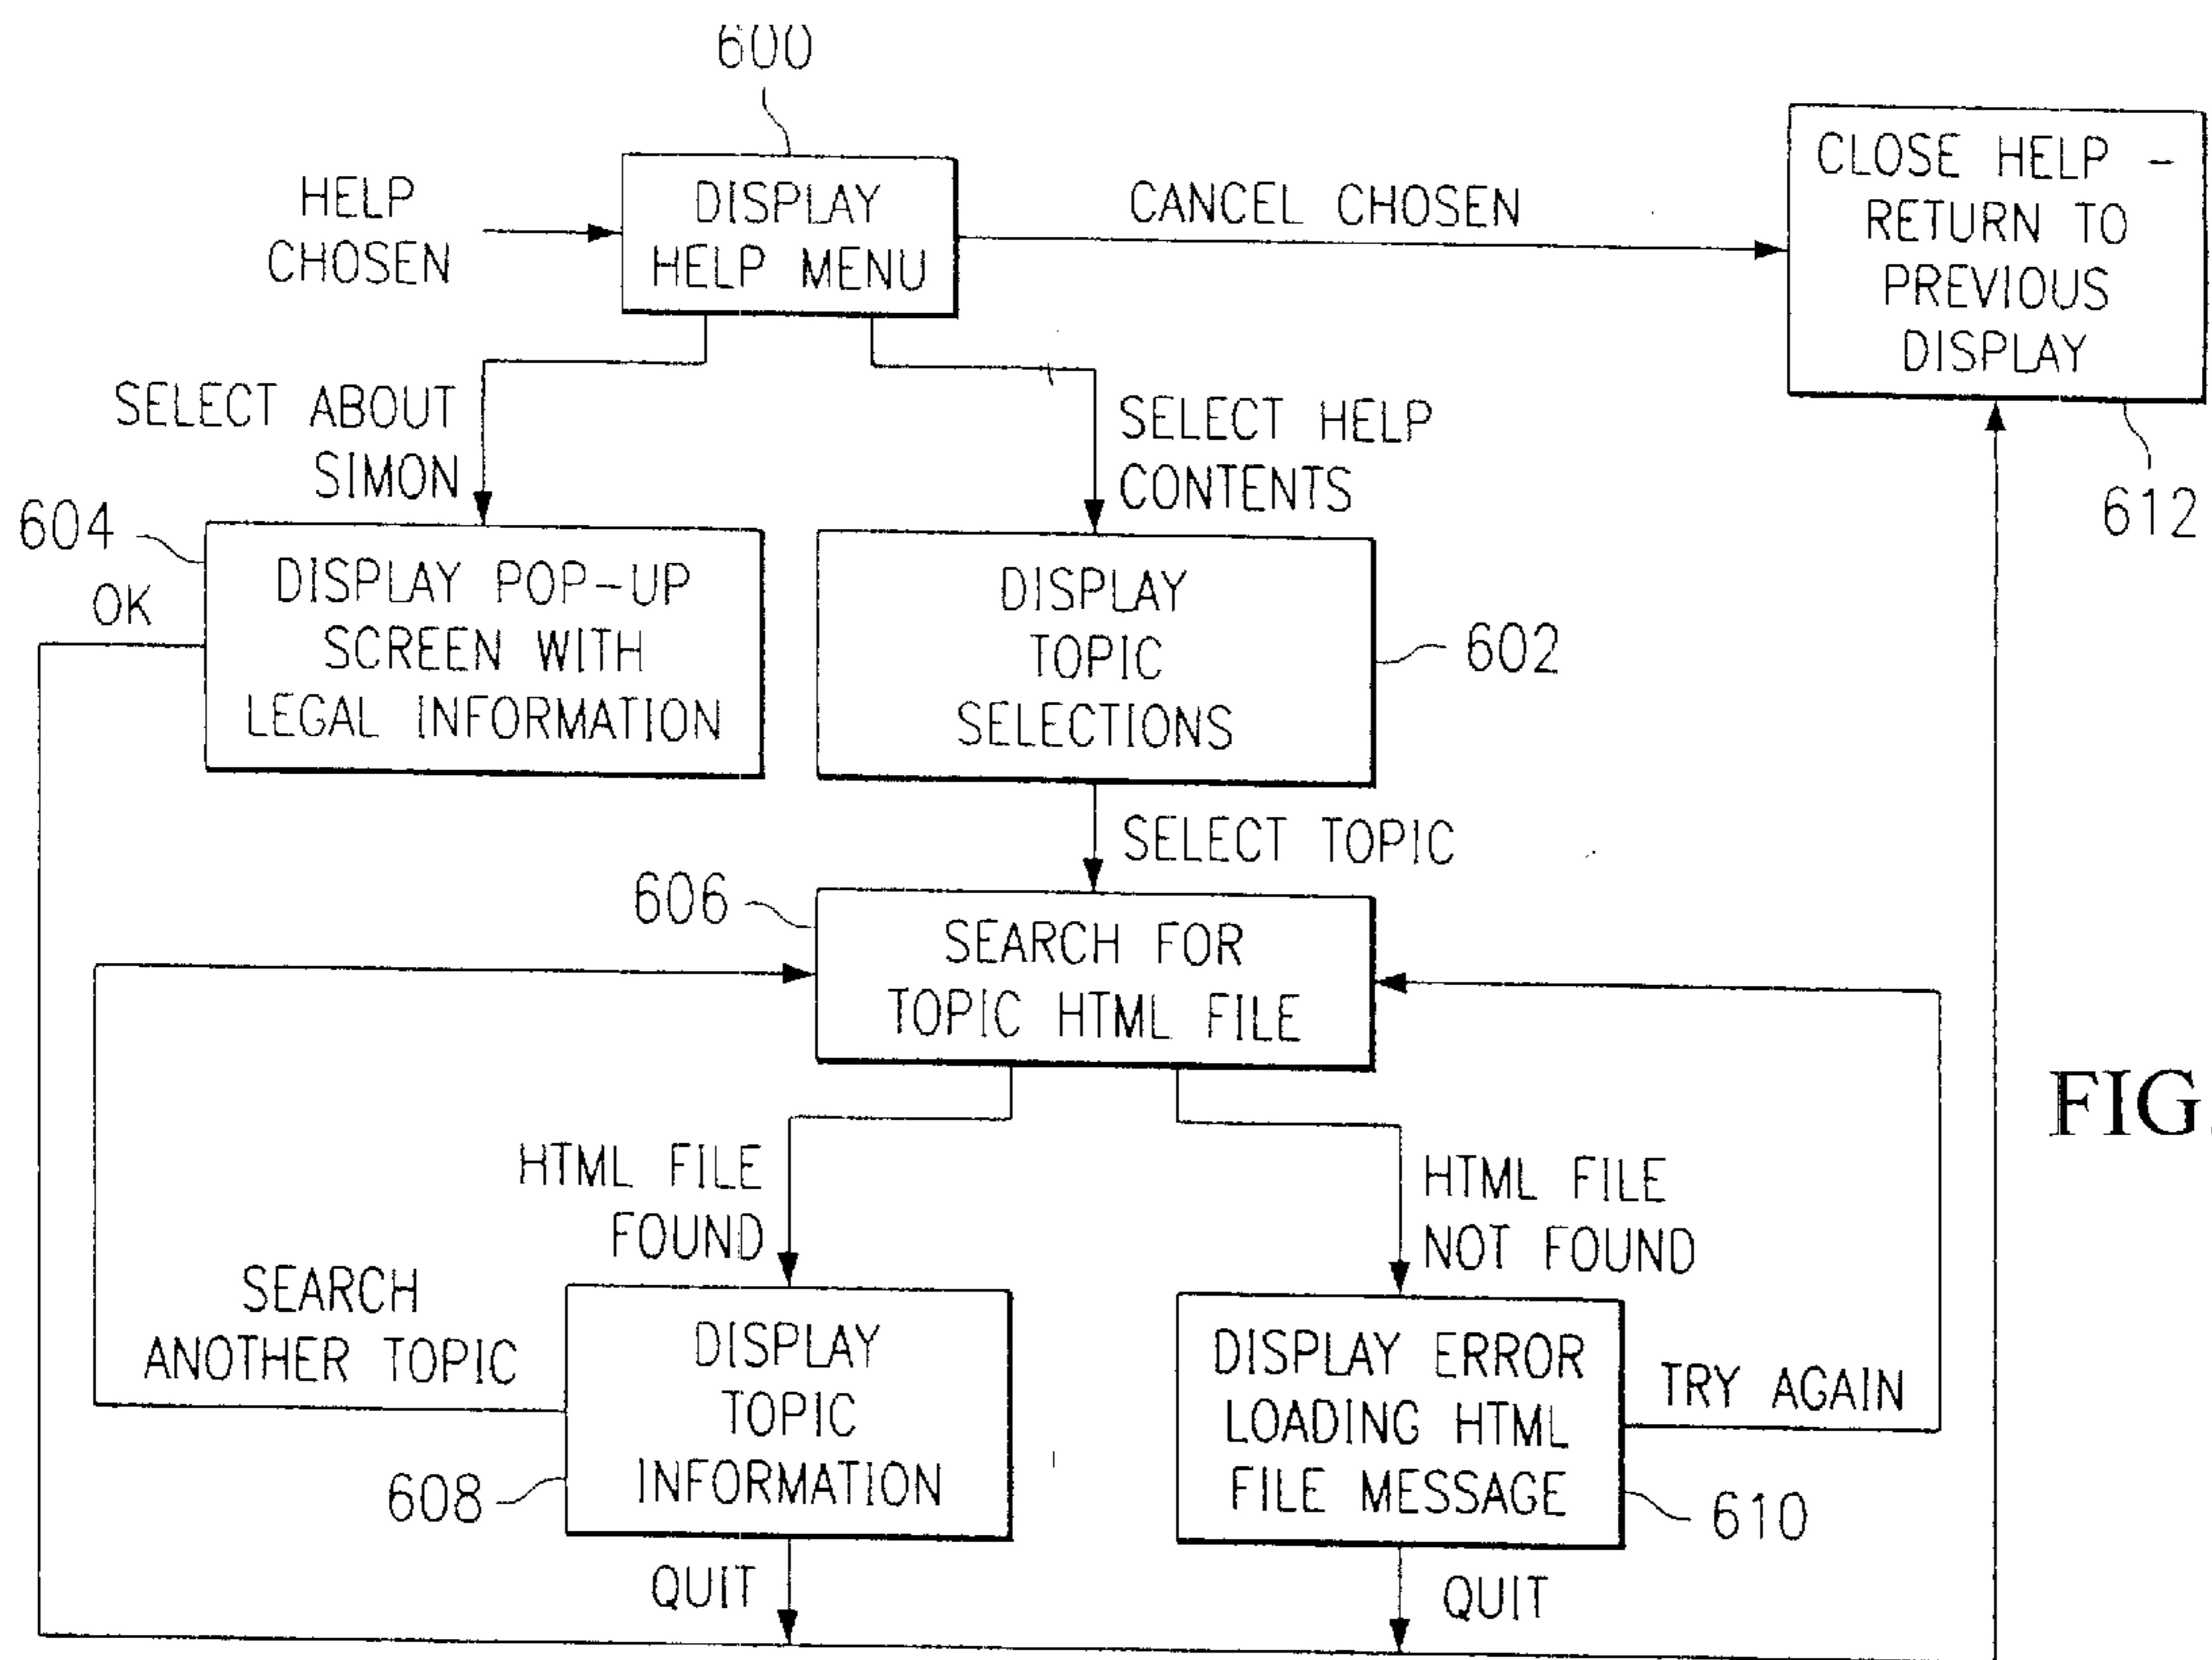 600
HELP
CHOSEN
DISPLAY
HELP MENU
CANCEL CHOSEN
CLOSE HELP -
RETURN TO
PREVIOUS
DISPLAY
612
SELECT ABOUT
SIMON
SELECT HELP
CONTENTS
604
OK
DISPLAY POP-UP
SCREEN WITH
LEGAL INFORMATION
DISPLAY
TOPIC
SELECTIONS
602
SELECT TOPIC
606
SEARCH FOR
TOPIC HTML FILE
FIG.
HTML FILE
FOUND
HTML FILE
NOT FOUND
SEARCH
ANOTHER TOPIC
DISPLAY
TOPIC
INFORMATION
608
DISPLAY ERROR
LOADING HTML
FILE MESSAGE
TRY AGAIN
610
QUIT
QUIT